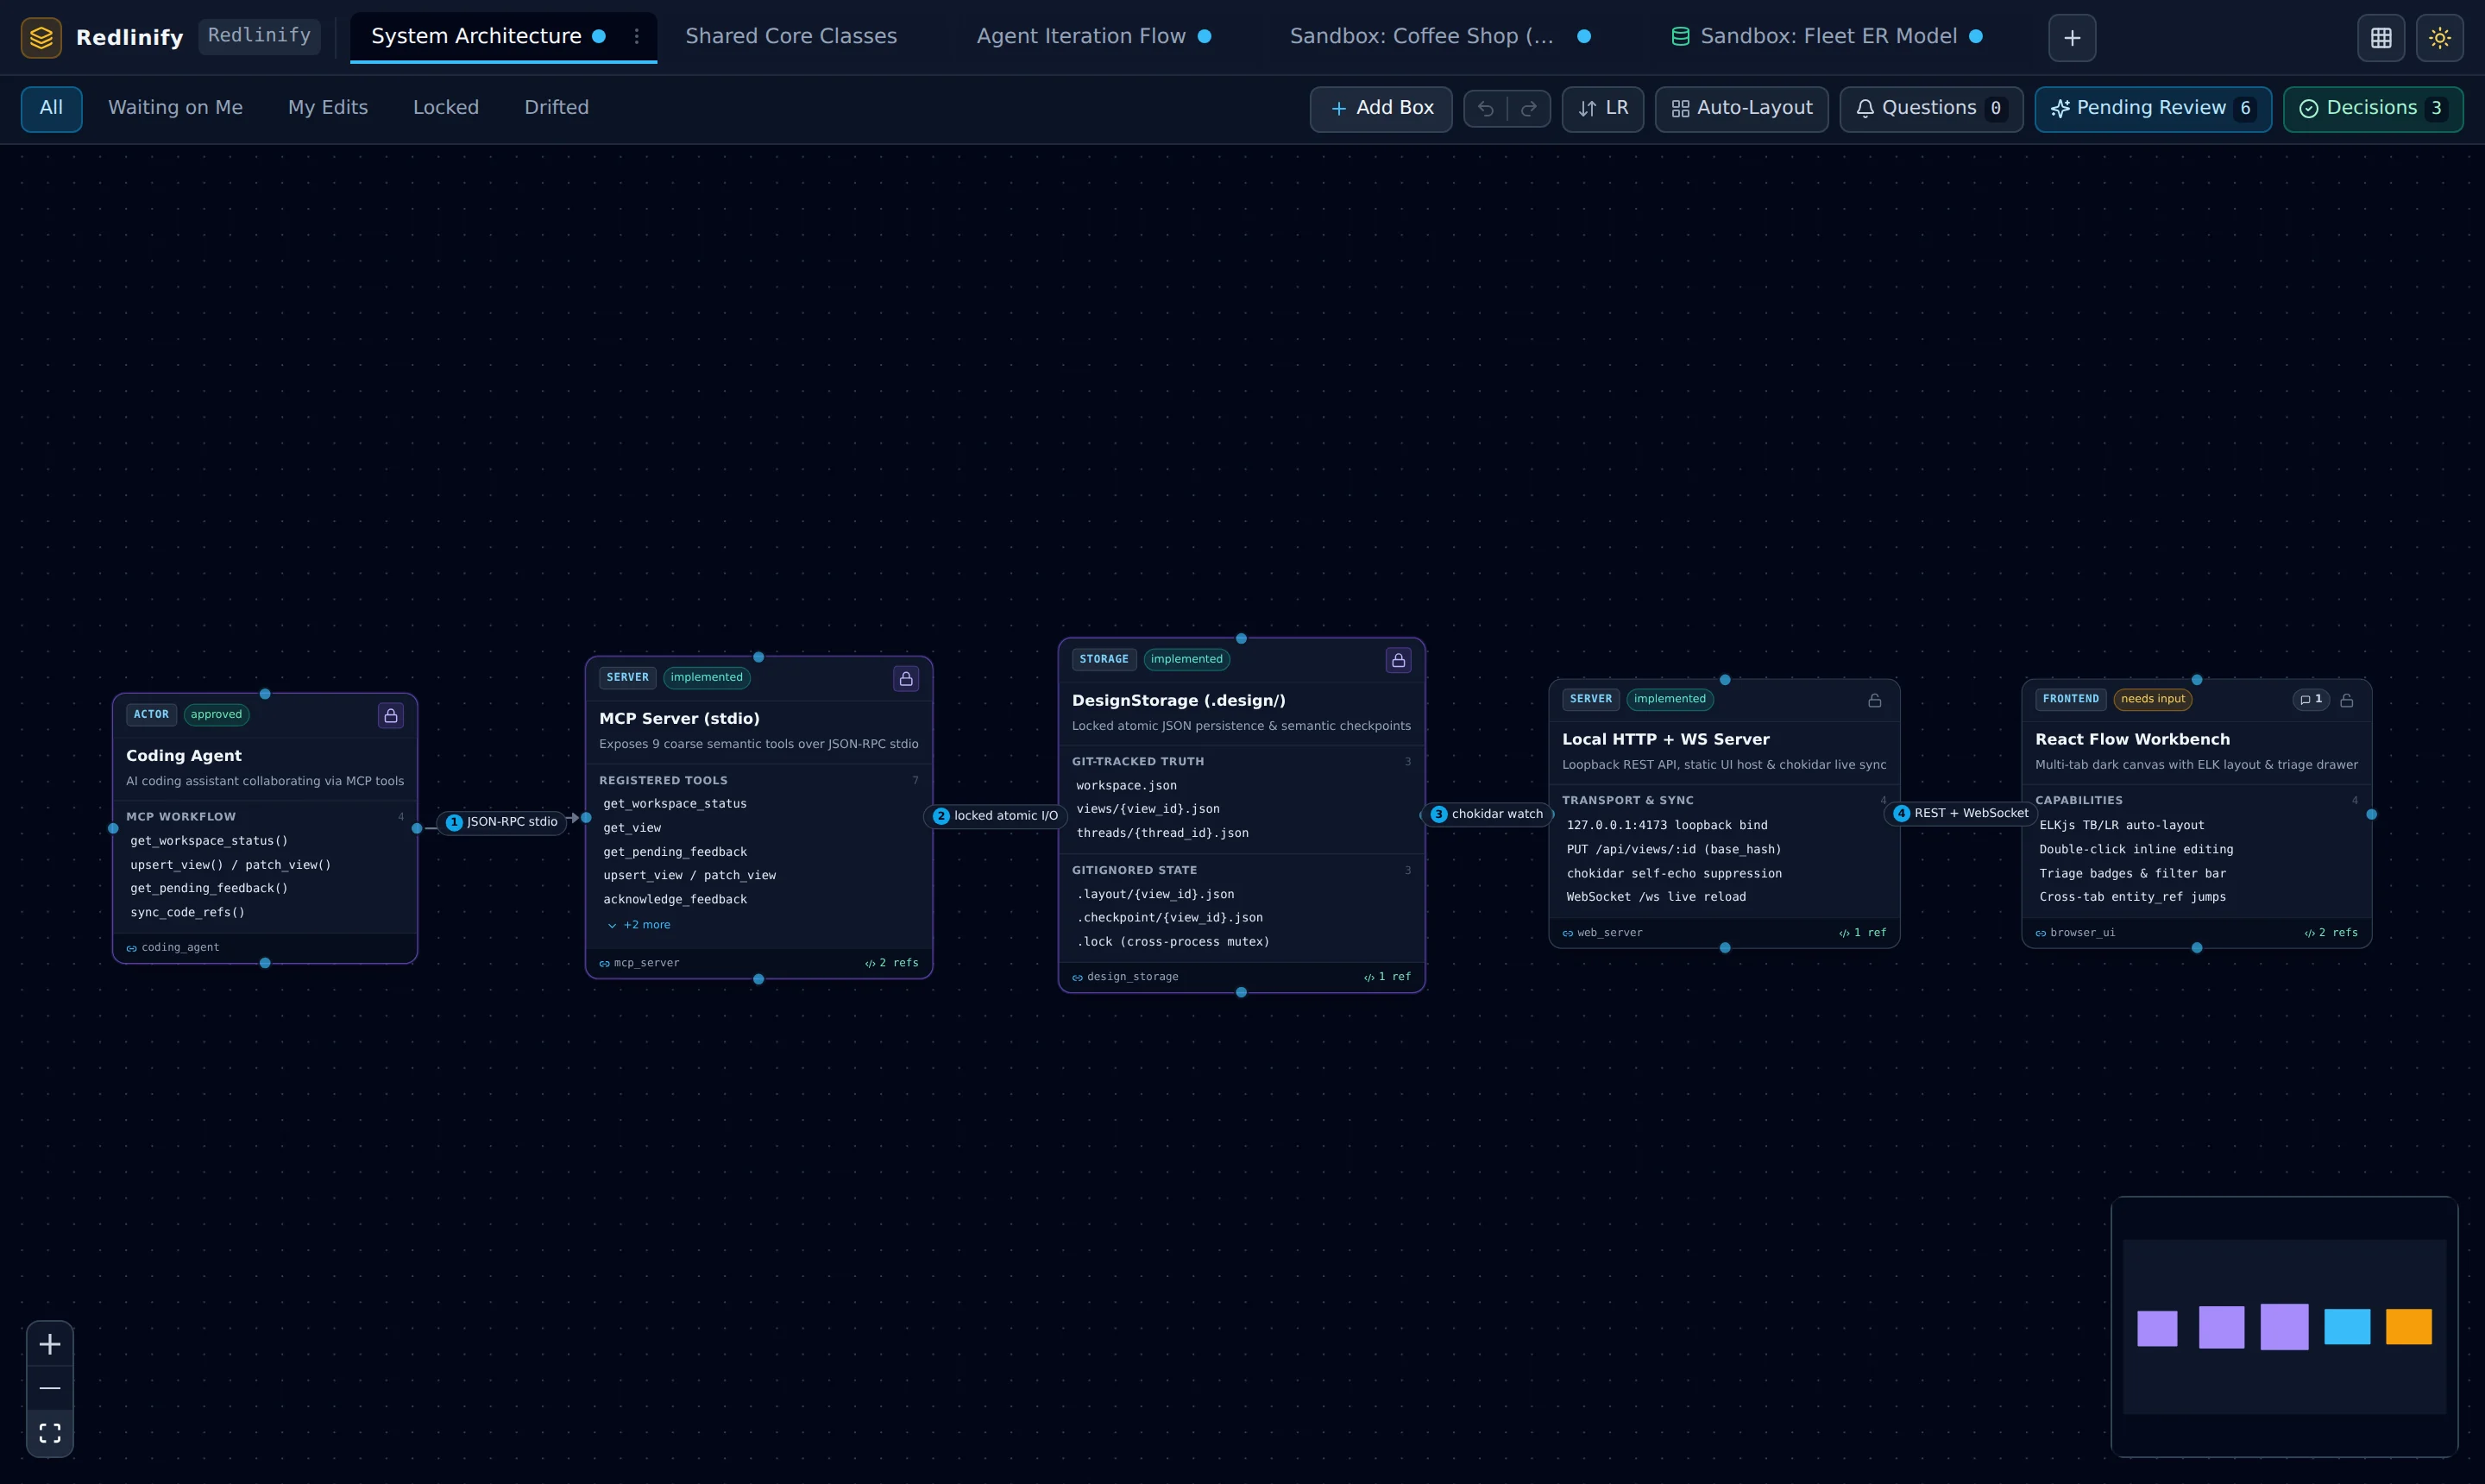 Redlinify
Redlinify
System Architecture
Shared Core Classes
Agent Iteration Flow
Sandbox: Coffee Shop (...
Sandbox: Fleet ER Model
All
Waiting on Me
My Edits
Locked
Drifted
Add Box
LR
Auto-Layout
Questions 0
Pending Review 6
Decisions 3
ACTOR approved
Coding Agent
AI coding assistant collaborating via MCP tools
MCP WORKFLOW 4
get_workspace_status()
upsert_view() / patch_view()
get_pending_feedback()
sync_code_refs()
coding_agent
1 JSON-RPC stdio
SERVER implemented
MCP Server (stdio)
Exposes 9 coarse semantic tools over JSON-RPC stdio
REGISTERED TOOLS 7
get_workspace_status
get_view
get_pending_feedback
upsert_view / patch_view
acknowledge_feedback
+2 more
mcp_server 2 refs
2 locked atomic I/O
STORAGE implemented
DesignStorage (.design/)
Locked atomic JSON persistence & semantic checkpoints
GIT-TRACKED TRUTH 3
workspace.json
views/{view_id}.json
threads/{thread_id}.json
GITIGNORED STATE 3
.layout/{view_id}.json
.checkpoint/{view_id}.json
.lock (cross-process mutex)
design_storage 1 ref
3 chokidar watch
SERVER implemented
Local HTTP + WS Server
Loopback REST API, static UI host & chokidar live sync
TRANSPORT & SYNC 4
127.0.0.1:4173 loopback bind
PUT /api/views/:id (base_hash)
chokidar self-echo suppression
WebSocket /ws live reload
web_server 1 ref
4 REST + WebSocket
FRONTEND needs input 1
React Flow Workbench
Multi-tab dark canvas with ELK layout & triage drawer
CAPABILITIES 4
ELKjs TB/LR auto-layout
Double-click inline editing
Triage badges & filter bar
Cross-tab entity_ref jumps
browser_ui 2 refs